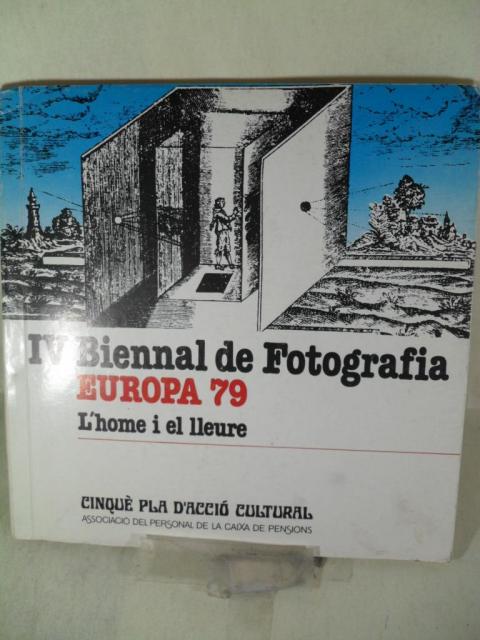 IV Biennal de Fotografia
EUROPA 79
L'home i el lleure
CINQUÈ PLA D'ACCIÓ CULTURAL
ASSOCIACIÓ DEL PERSONAL DE LA CAIXA DE PENSIONS